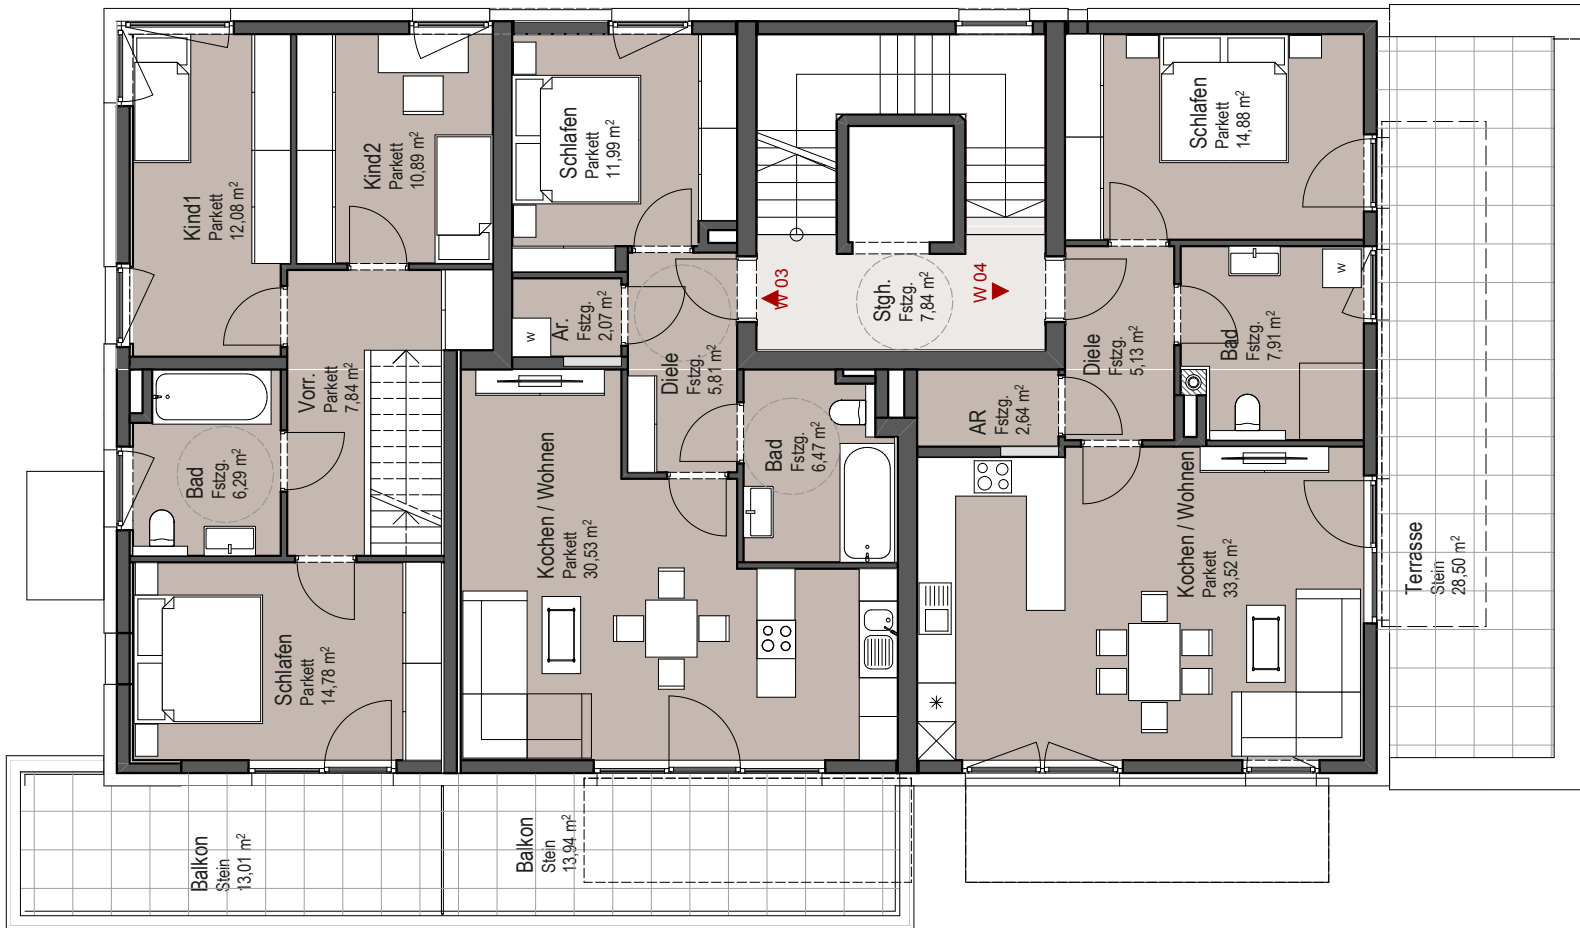 Kind1
Parkett
12,08 m²
Kind2
Parkett
10,89 m²
Schlafen
Parkett
11,99 m²
Schlafen
Parkett
14,88 m²
W 03
Stgh.
Fstzg.
7,84 m²
W 04
Ar.
Fstzg.
2,07 m²
W
Diele
Fstzg.
5,81 m²
Diele
Fstzg.
5,13 m²
Bad
Fstzg.
7,91 m²
W
Vorr.
Parkett
7,84 m²
Bad
Fstzg.
6,29 m²
Kochen / Wohnen
Parkett
30,53 m²
Bad
Fstzg.
6,47 m²
AR
Fstzg.
2,64 m²
Kochen / Wohnen
Parkett
33,52 m²
Terrasse
Stein
28,50 m²
Schlafen
Parkett
14,78 m²
Balkon
Stein
13,01 m²
Balkon
Stein
13,94 m²